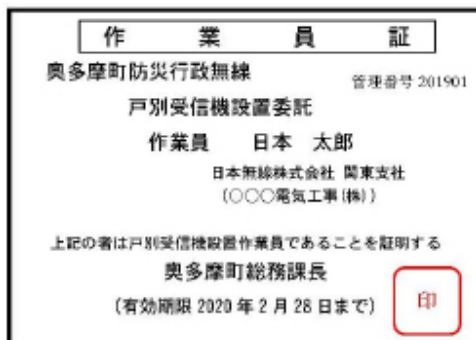 作業員証
奥多摩町防災行政無線
管理番号 201901
戸別受信機設置委託
作業員 日本 太郎
日本無線株式会社 関東支社
(○○○電気工事(株))
上記の者は戸別受信機設置作業員であることを証明する
奥多摩町総務課長
(有効期限 2020 年 2 月 28 日まで)
印